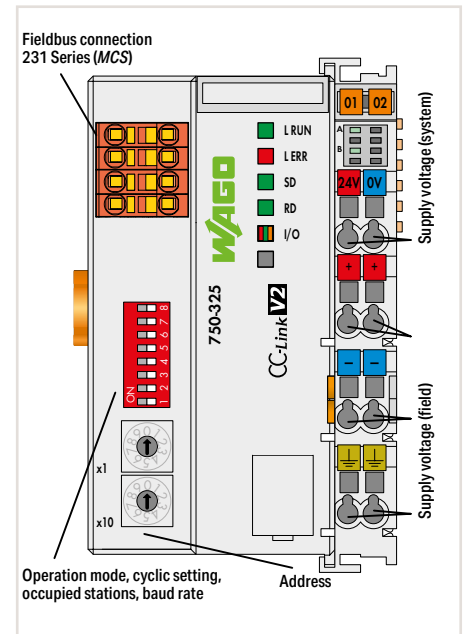 Fieldbus connection
231 Series (MCS)
WAGO
750-325
CC-Link V2
L RUN
L ERR
SD
RD
I/O
01 02
A
B
24V 0V
+ +
– –
Supply voltage (system)
Supply voltage (field)
ON
1 2 3 4 5 6 7 8
x1
x10
Operation mode, cyclic setting,
occupied stations, baud rate
Address